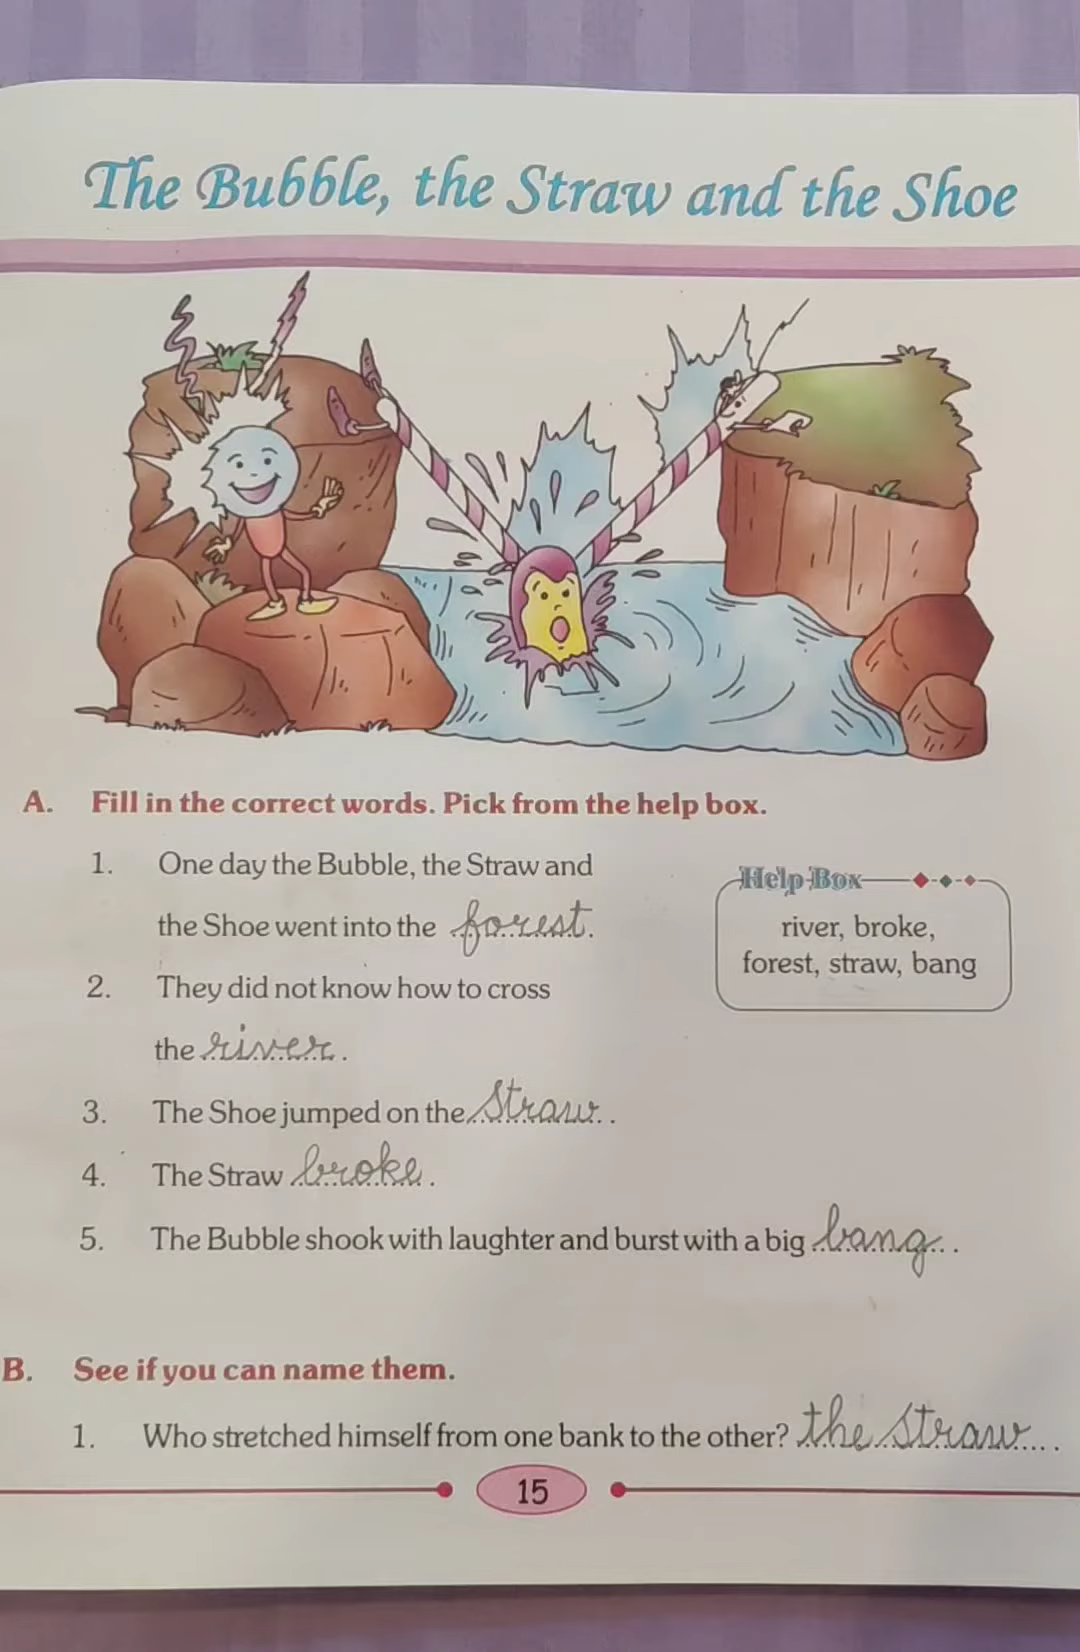 The Bubble, the Straw and the Shoe
A. Fill in the correct words. Pick from the help box.
1. One day the Bubble, the Straw and
the Shoe went into the forest.
2. They did not know how to cross
the river.
3. The Shoe jumped on the straw.
4. The Straw broke.
5. The Bubble shook with laughter and burst with a big bang.
Help Box
river, broke,
forest, straw, bang
B. See if you can name them.
1. Who stretched himself from one bank to the other? the straw.
15